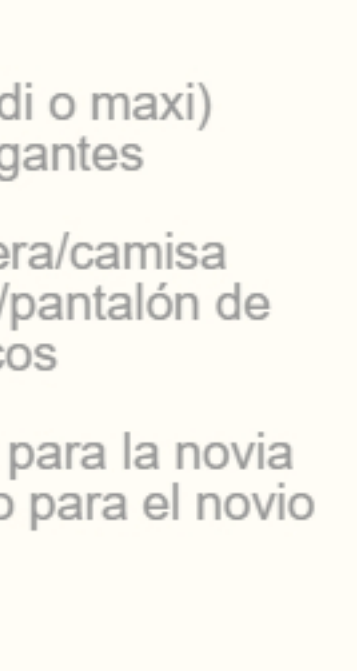 di o maxi)
gantes
era/camisa
/pantalón de
cos
para la novia
o para el novio